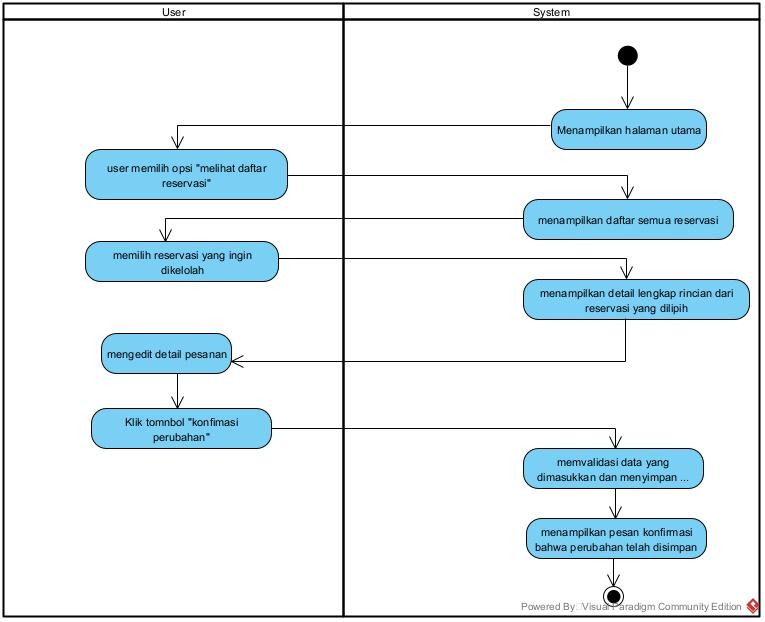 User
System
Menampilkan halaman utama
user memilih opsi "melihat daftar
reservasi"
menampilkan daftar semua reservasi
memilih reservasi yang ingin
dikelolah
menampilkan detail lengkap rincian dari
reservasi yang dilipih
mengedit detail pesanan
Klik tomnbol "konfimasi
perubahan"
memvalidasi data yang
dimasukkan dan menyimpan ...
menampilkan pesan konfirmasi
bahwa perubahan telah disimpan
Powered By Visual Paradigm Community Edition